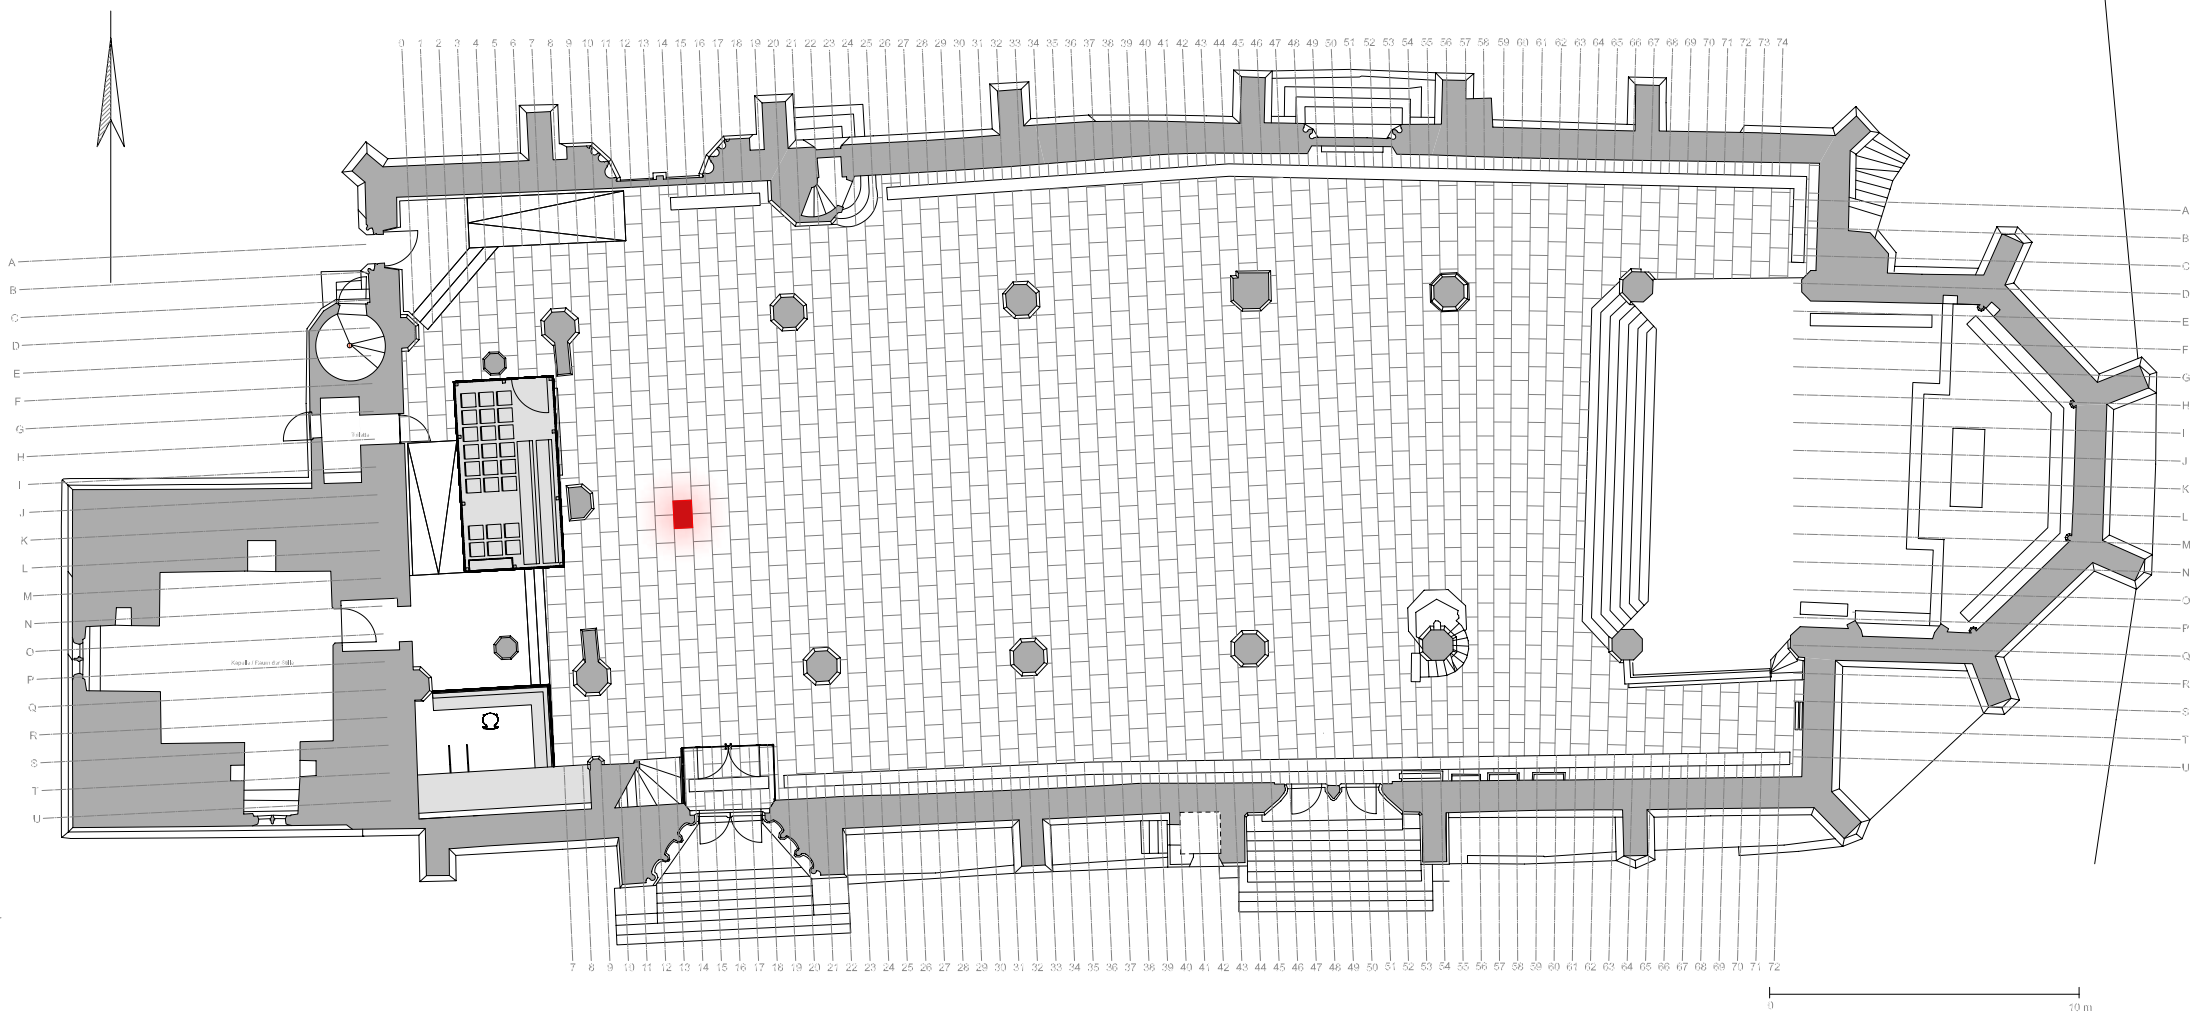 0 1 2 3 4 5 6 7 8 9 10 11 12 13 14 15 16 17 18 19 20 21 22 23 24 25 26 27 28 29 30 31 32 33 34 35 36 37 38 39 40 41 42 43 44 45 46 47 48 49 50 51 52 53 54 55 56 57 58 59 60 61 62 63 64 65 66 67 68 69 70 71 72 73 74
A
B
C
D
E
F
G
H
I
J
K
L
M
N
O
P
Q
R
S
T
U
Kapelle / Raum der Stille
A
B
C
D
E
F
G
H
I
J
K
L
M
N
O
P
Q
R
S
T
U
7 8 9 10 11 12 13 14 15 16 17 18 19 20 21 22 23 24 25 26 27 28 29 30 31 32 33 34 35 36 37 38 39 40 41 42 43 44 45 46 47 48 49 50 51 52 53 54 55 56 57 58 59 60 61 62 63 64 65 66 67 68 69 70 71 72
0 10 m